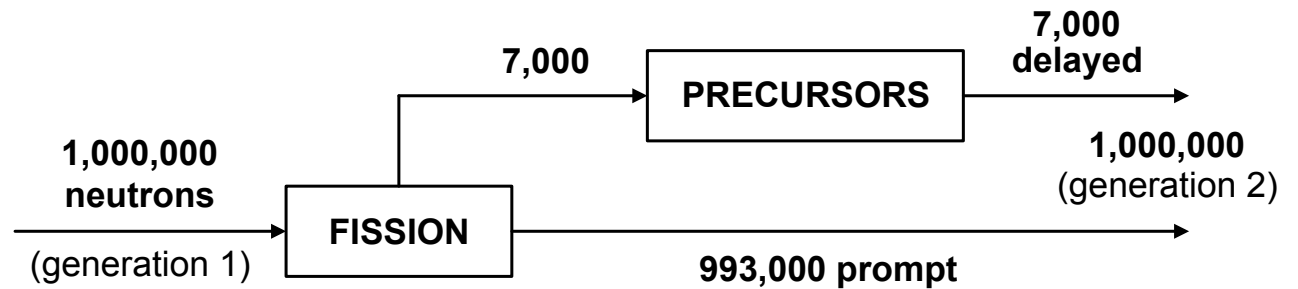 7,000
delayed
7,000
PRECURSORS
1,000,000
neutrons
(generation 1)
FISSION
1,000,000
(generation 2)
993,000 prompt